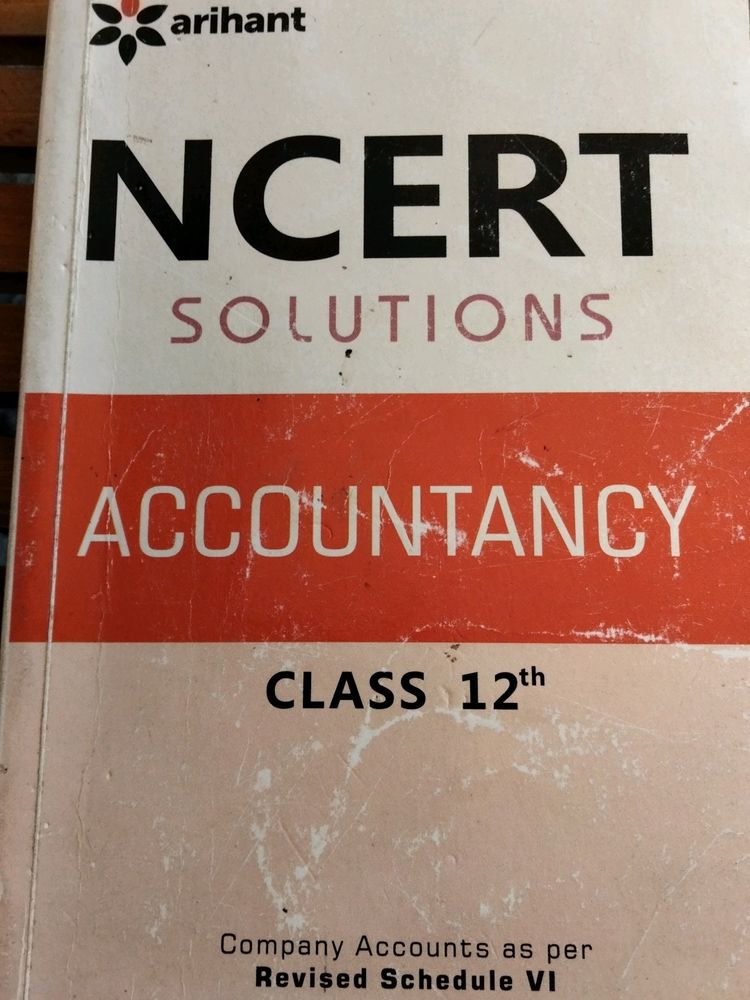 arihant
NCERT
SOLUTIONS
ACCOUNTANCY
CLASS 12th
Company Accounts as per
Revised Schedule VI